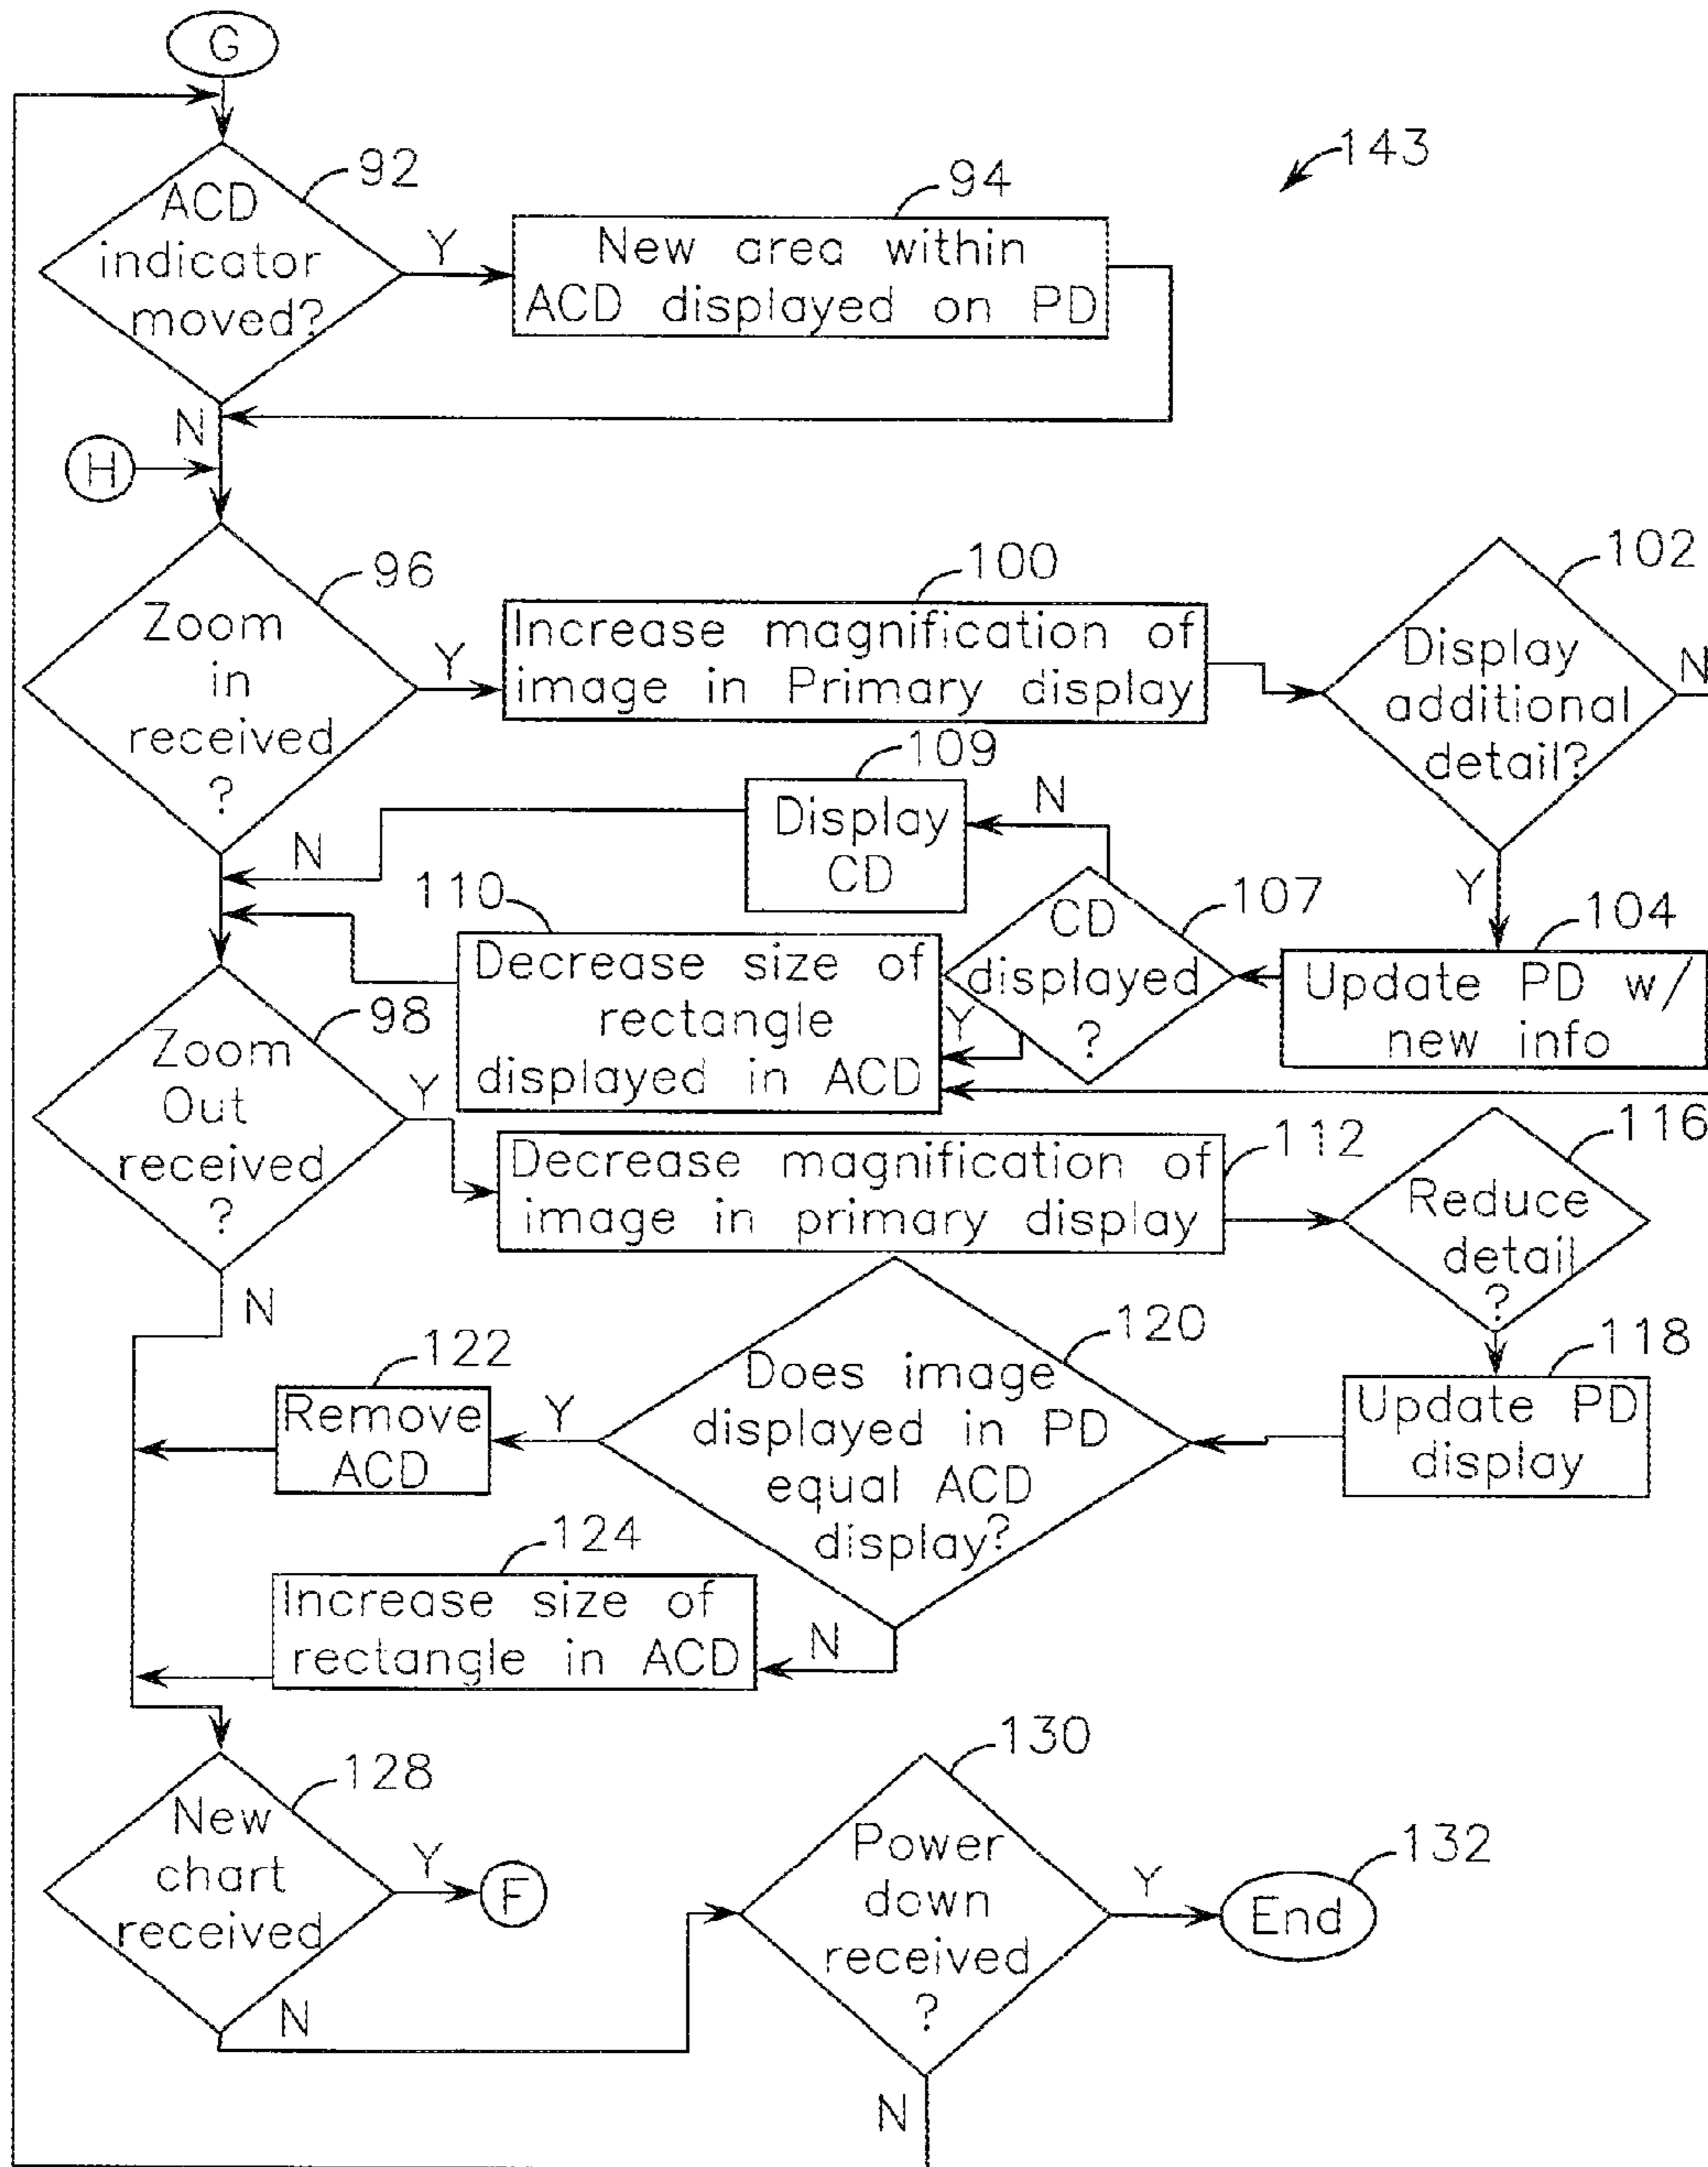 G
143
92
ACD
indicator
moved?
Y
94
New area within
ACD displayed on PD
N
H
96
Zoom
in
received
?
Y
100
Increase magnification of
image in Primary display
102
Display
additional
detail?
N
Y
109
Display
CD
N
N
107
CD
displayed
?
Y
104
Update PD w/
new info
110
Decrease size of
rectangle
displayed in ACD
98
Zoom
Out
received
?
Y
112
Decrease magnification of
image in primary display
116
Reduce
detail
?
N
118
Update PD
display
120
Does image
displayed in PD
equal ACD
display?
Y
122
Remove
ACD
124
Increase size of
rectangle in ACD
N
128
New
chart
received
Y
F
N
130
Power
down
received
?
Y
132
End
N